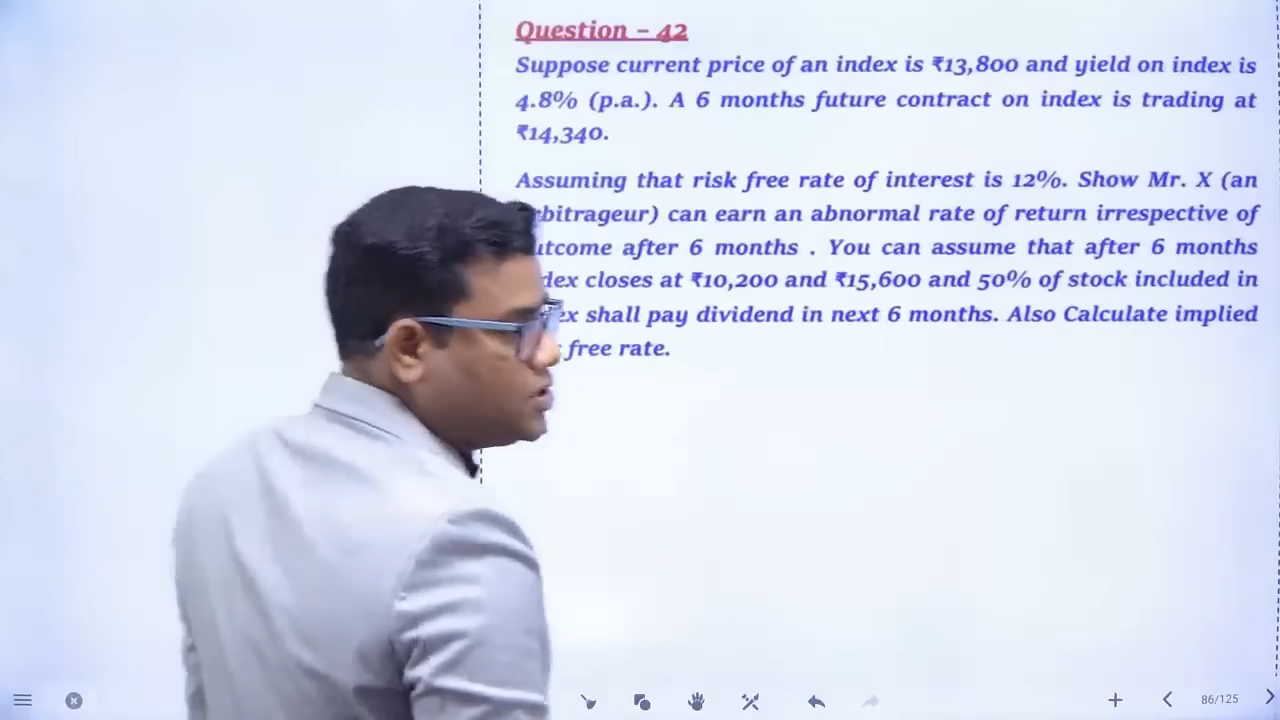 Question – 42
Suppose current price of an index is ₹13,800 and yield on index is
4.8% (p.a.). A 6 months future contract on index is trading at
₹14,340.
Assuming that risk free rate of interest is 12%. Show Mr. X (an
rbitrageur) can earn an abnormal rate of return irrespective of
utcome after 6 months . You can assume that after 6 months
dex closes at ₹10,200 and ₹15,600 and 50% of stock included in
ex shall pay dividend in next 6 months. Also Calculate implied
free rate.
86/125